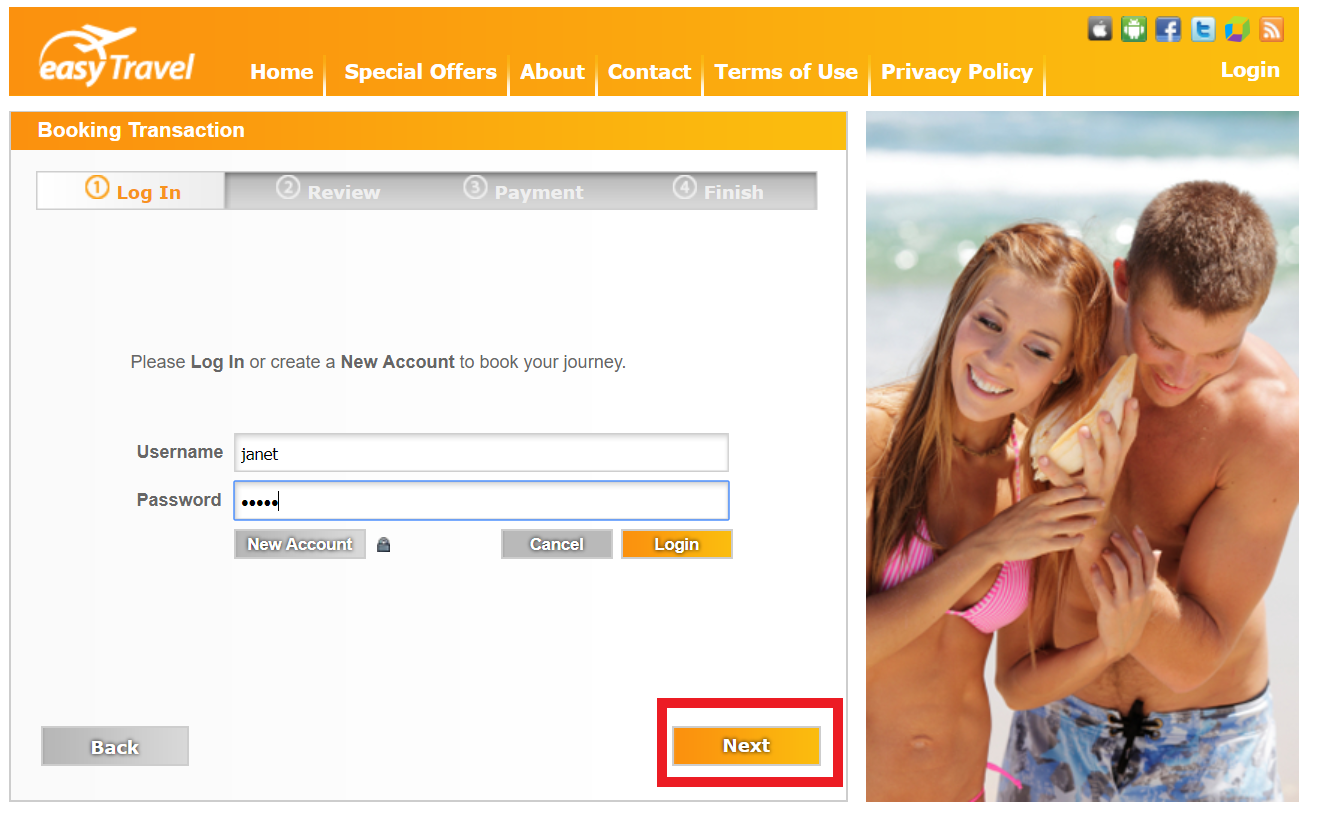 easyTravel
Home Special Offers About Contact Terms of Use Privacy Policy Login
Booking Transaction
1 Log In 2 Review 3 Payment 4 Finish
Please Log In or create a New Account to book your journey.
Username janet
Password •••••
New Account Cancel Login
Back Next